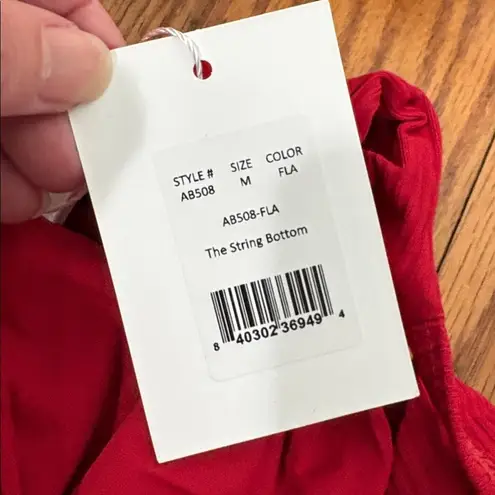 STYLE # SIZE COLOR
AB508 M FLA
AB508-FLA
The String Bottom
8 40302 36949 4